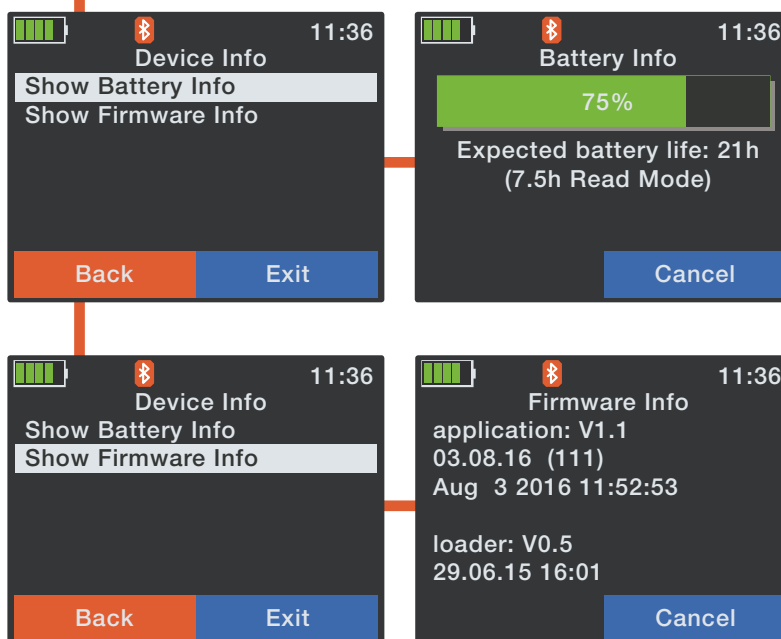 11:36
Device Info
Show Battery Info
Show Firmware Info
Back Exit
11:36
Battery Info
75%
Expected battery life: 21h
(7.5h Read Mode)
Cancel
11:36
Device Info
Show Battery Info
Show Firmware Info
Back Exit
11:36
Firmware Info
application: V1.1
03.08.16 (111)
Aug 3 2016 11:52:53
loader: V0.5
29.06.15 16:01
Cancel